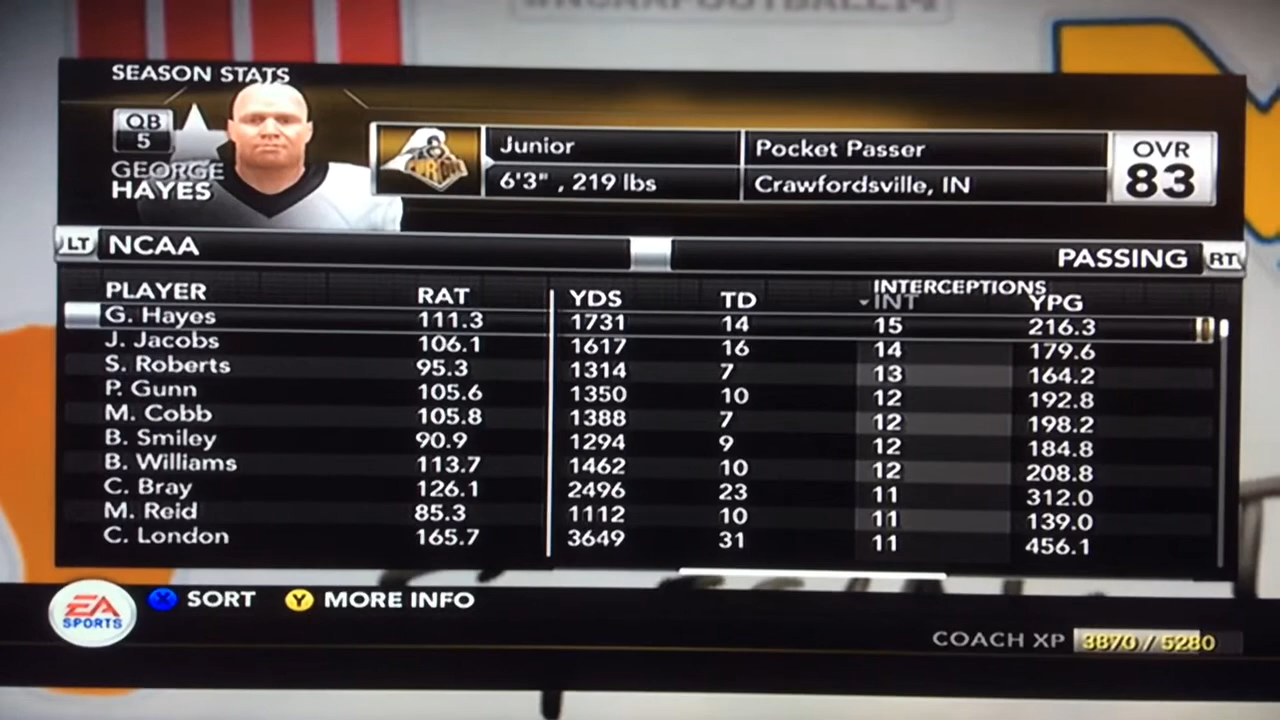 #NCAAFOOTBALL14
SEASON STATS
QB
5
GEORGE
HAYES
Junior
Pocket Passer
6'3" , 219 lbs
Crawfordsville, IN
OVR
83
LT NCAA
PASSING RT
INTERCEPTIONS
PLAYER RAT YDS TD INT YPG
G. Hayes 111.3 1731 14 15 216.3
J. Jacobs 106.1 1617 16 14 179.6
S. Roberts 95.3 1314 7 13 164.2
P. Gunn 105.6 1350 10 12 192.8
M. Cobb 105.8 1388 7 12 198.2
B. Smiley 90.9 1294 9 12 184.8
B. Williams 113.7 1462 10 12 208.8
C. Bray 126.1 2496 23 11 312.0
M. Reid 85.3 1112 10 11 139.0
C. London 165.7 3649 31 11 456.1
EA
SPORTS
X SORT Y MORE INFO
COACH XP 3870 / 5280